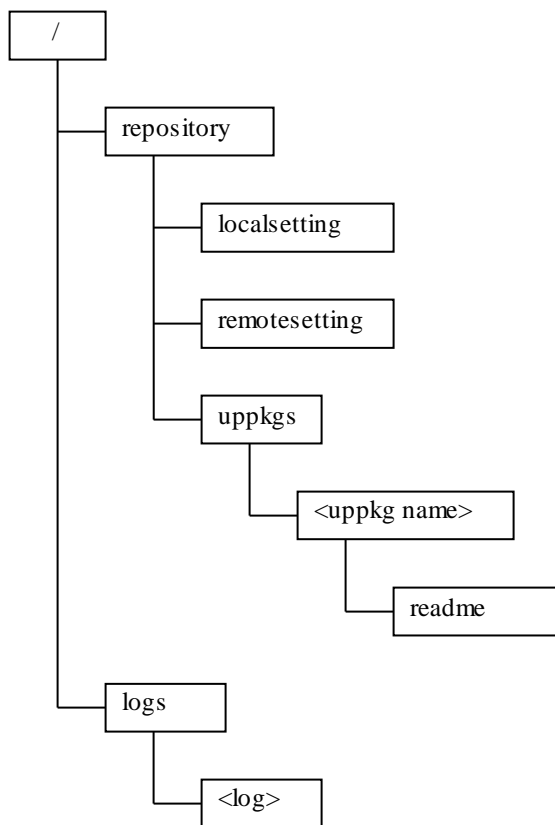 /
repository
localsetting
remotesetting
uppkgs
<uppkg name>
readme
logs
<log>